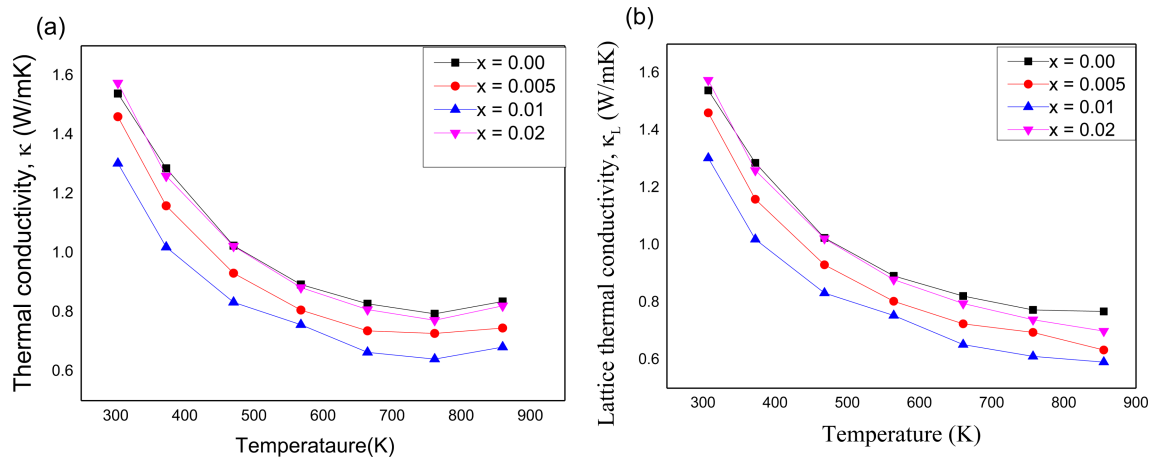 (a)
Thermal conductivity, κ (W/mK)
1.6
1.4
1.2
1.0
0.8
0.6
300 400 500 600 700 800 900
Temperataure(K)
x = 0.00
x = 0.005
x = 0.01
x = 0.02
(b)
Lattice thermal conductivity, κL (W/mK)
1.6
1.4
1.2
1.0
0.8
0.6
300 400 500 600 700 800 900
Temperature (K)
x = 0.00
x = 0.005
x = 0.01
x = 0.02